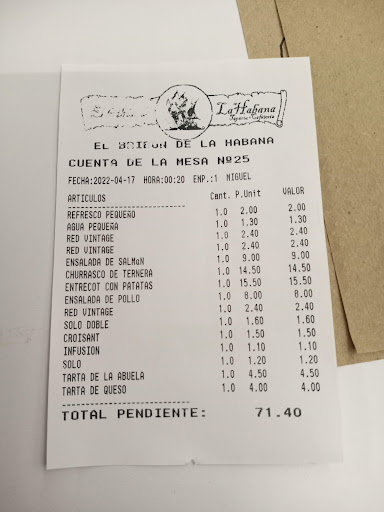 La Habana
Taperia-Cafeteria
EL BRIBON DE LA HABANA
CUENTA DE LA MESA Nº25
FECHA:2022-04-17 HORA:00:20 EMP.:1 MIGUEL
ARTICULOS Cant. P.Unit VALOR
REFRESCO PEQUEÑO 1.0 2.00 2.00
AGUA PEQUEÑA 1.0 1.30 1.30
RED VINTAGE 1.0 2.40 2.40
RED VINTAGE 1.0 2.40 2.40
ENSALADA DE SALMoN 1.0 9.00 9.00
CHURRASCO DE TERNERA 1.0 14.50 14.50
ENTRECOT CON PATATAS 1.0 15.50 15.50
ENSALADA DE POLLO 1.0 8.00 8.00
RED VINTAGE 1.0 2.40 2.40
SOLO DOBLE 1.0 1.60 1.60
CROISANT 1.0 1.50 1.50
INFUSION 1.0 1.10 1.10
SOLO 1.0 1.20 1.20
TARTA DE LA ABUELA 1.0 4.50 4.50
TARTA DE QUESO 1.0 4.00 4.00
TOTAL PENDIENTE: 71.40